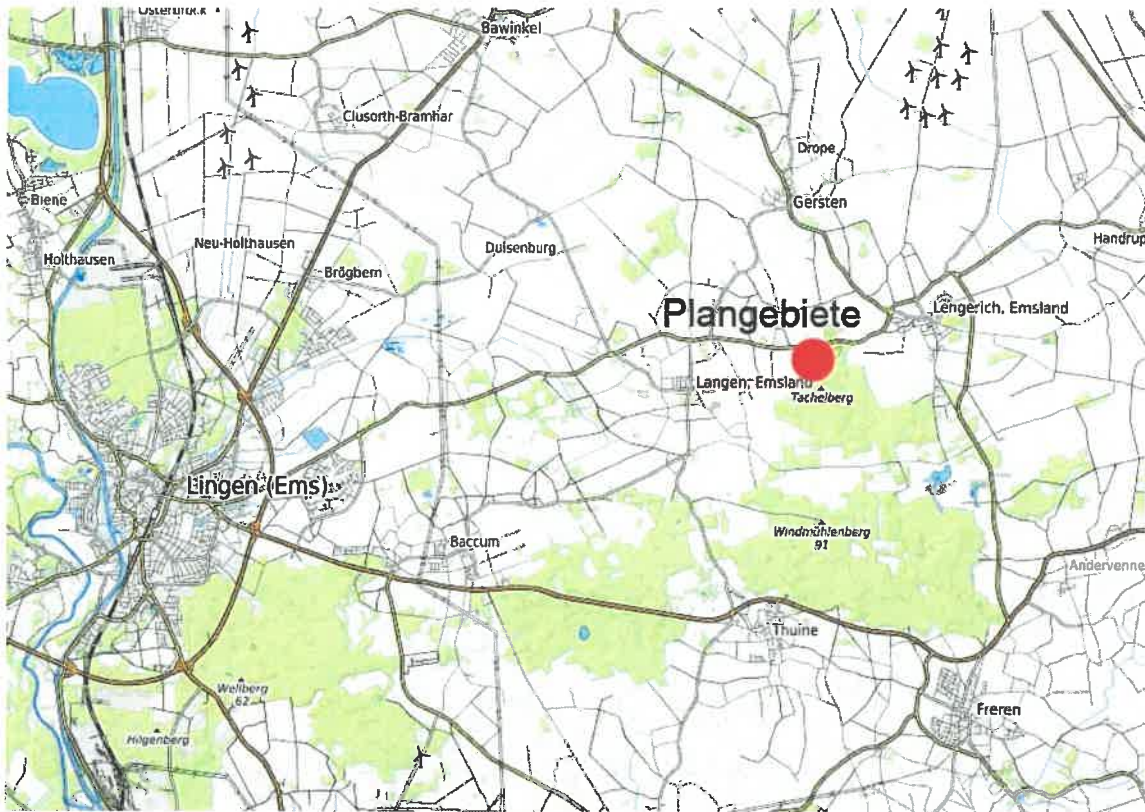 Bawinkel
Clusorth-Bramhar
Drope
Biene
Gersten
Neu-Holthausen
Duisenburg
Handrup
Holthausen
Brögbern
Lengerich, Emsland
Plangebiete
Langen, Emsland
Tachelberg
Lingen (Ems)
Windmühlenberg
91
Baccum
Andervenne
Thuine
Wellberg
62
Freren
Hilgenberg